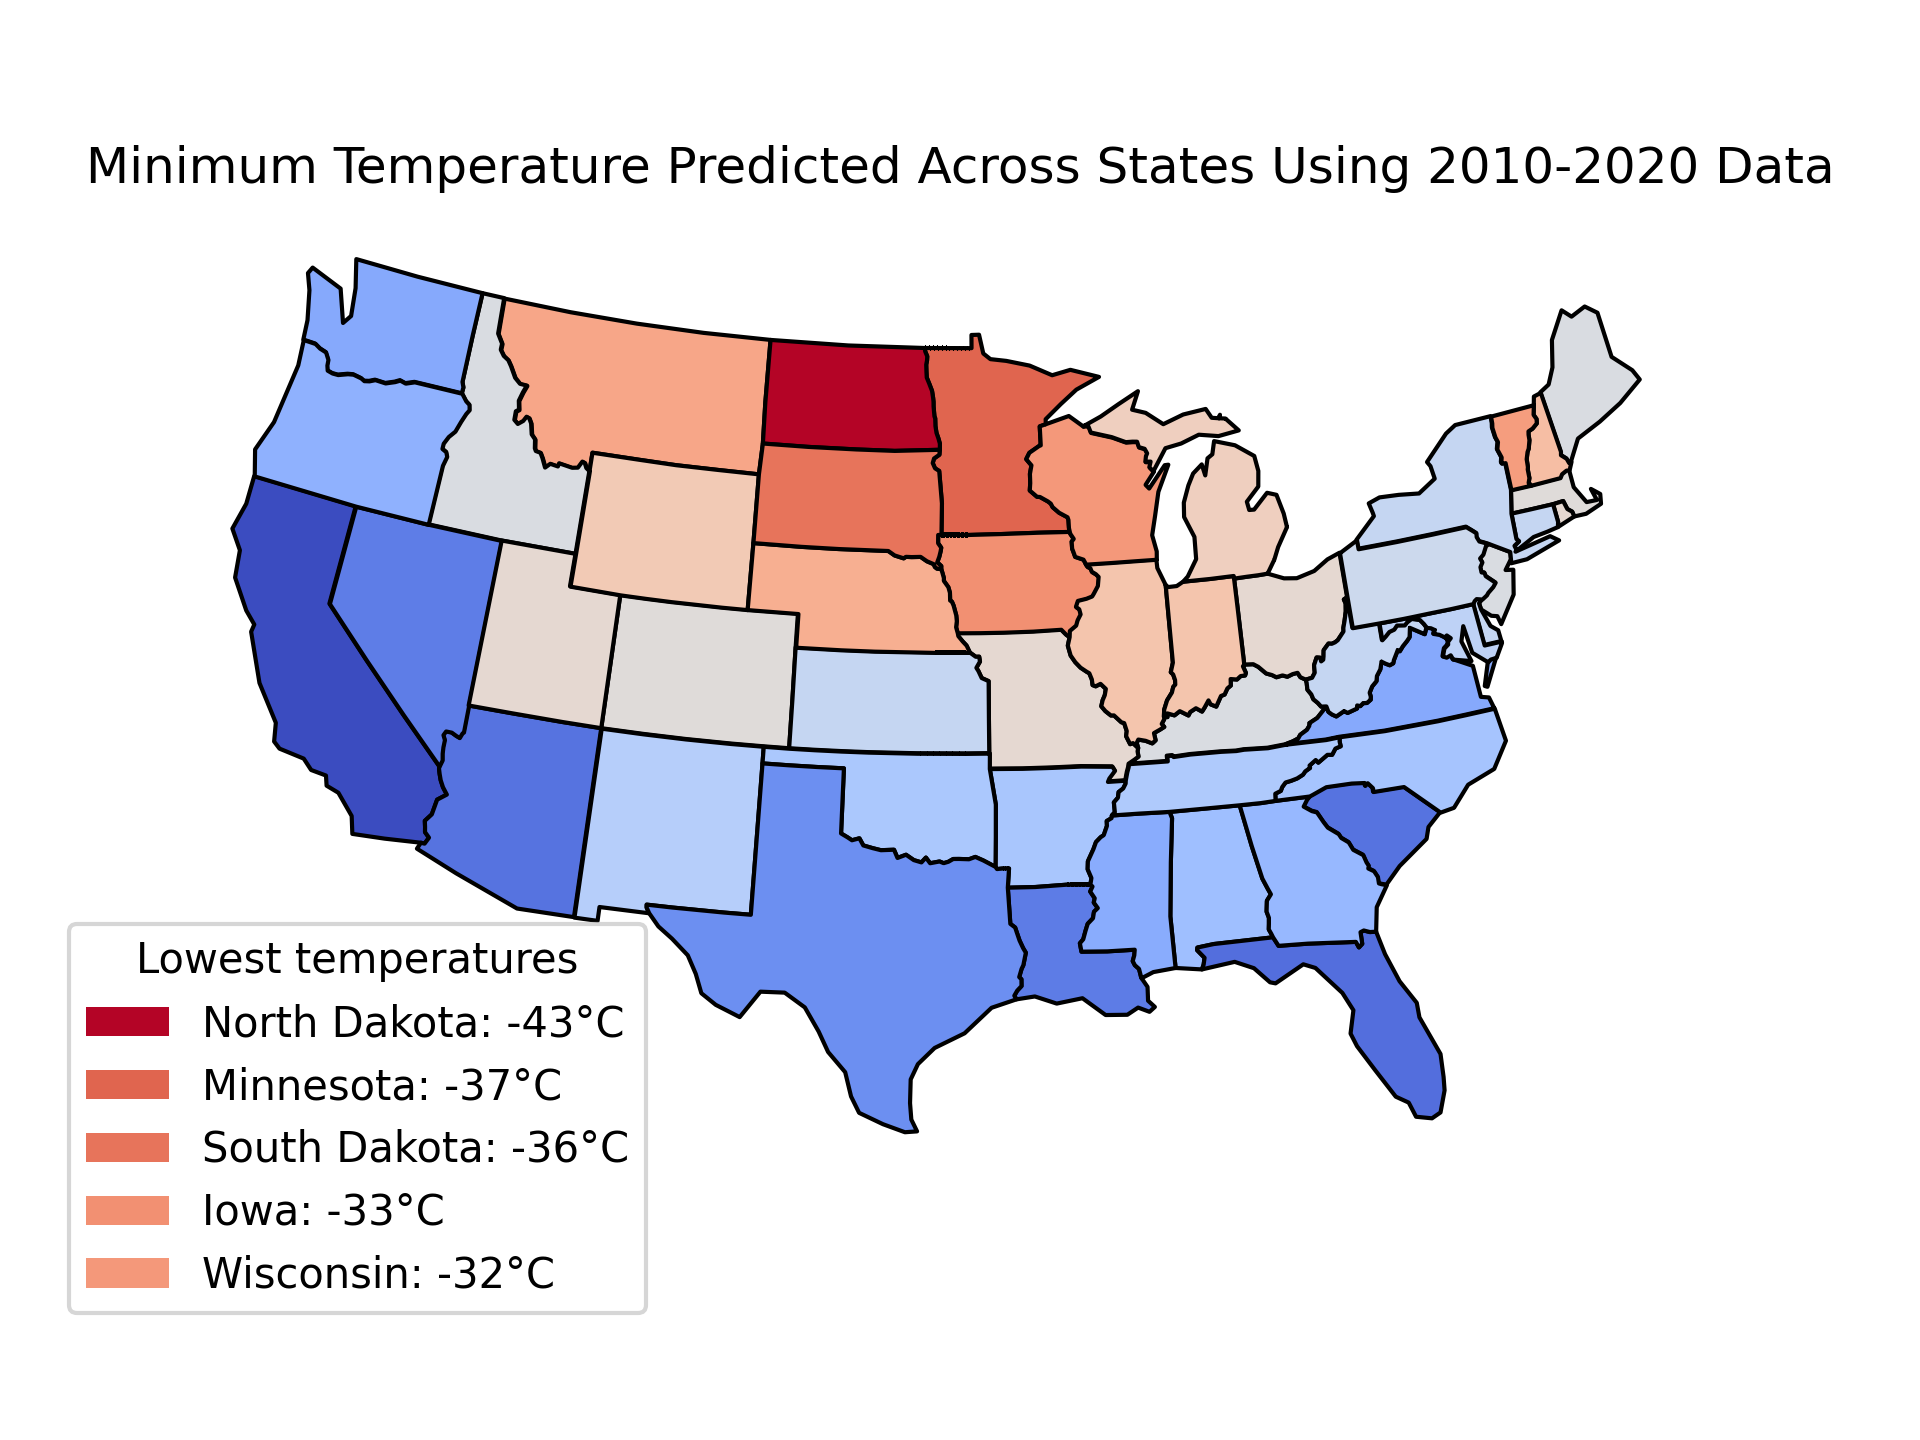 Minimum Temperature Predicted Across States Using 2010-2020 Data
Lowest temperatures
North Dakota: -43°C
Minnesota: -37°C
South Dakota: -36°C
Iowa: -33°C
Wisconsin: -32°C